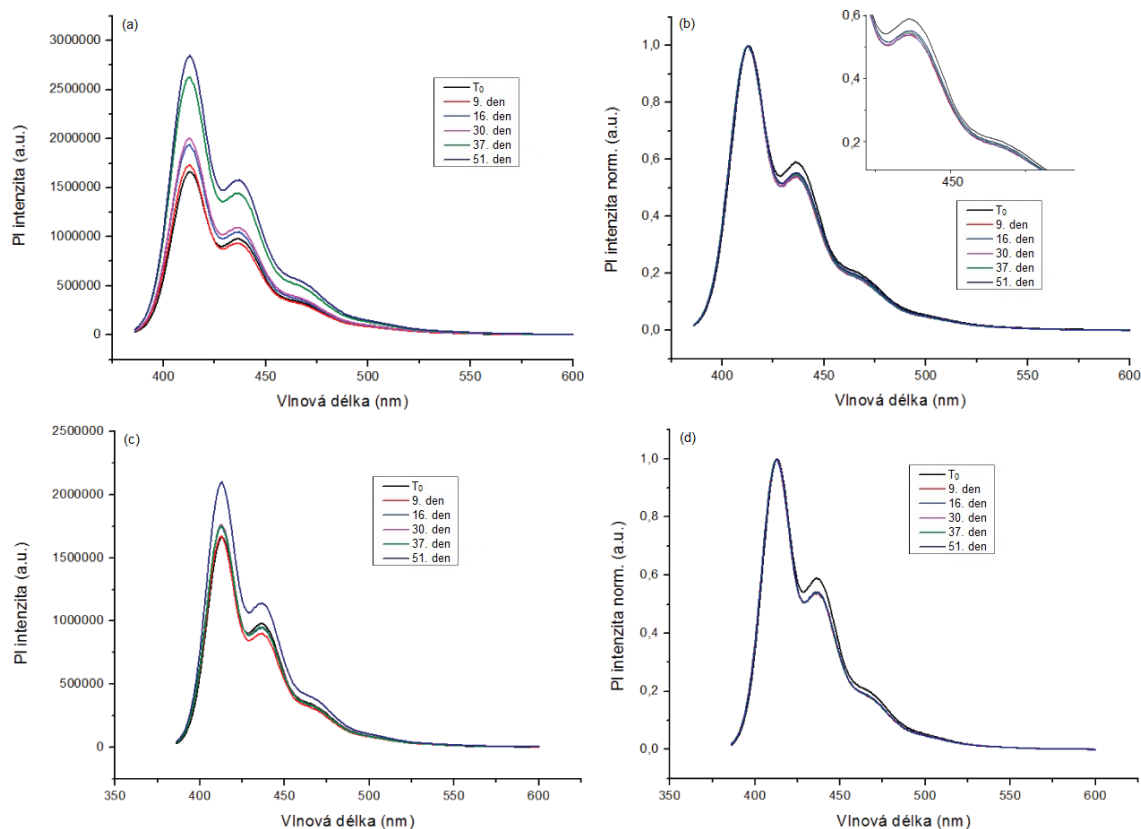 (a)
3000000
2500000
2000000
1500000
1000000
500000
0
Pl intenzita (a.u.)
T0
9. den
16. den
30. den
37. den
51. den
400 450 500 550 600
Vlnová délka (nm)
(b)
1,0
0,8
0,6
0,4
0,2
0,0
Pl intenzita norm. (a.u.)
0,6
0,4
0,2
450
T0
9. den
16. den
30. den
37. den
51. den
400 450 500 550 600
Vlnová délka (nm)
(c)
2500000
2000000
1500000
1000000
500000
0
Pl intenzita (a.u.)
T0
9. den
16. den
30. den
37. den
51. den
350 400 450 500 550 600
Vlnová délka (nm)
(d)
1,0
0,8
0,6
0,4
0,2
0,0
Pl intenzita norm. (a.u.)
T0
9. den
16. den
30. den
37. den
51. den
350 400 450 500 550 600
Vlnová délka (nm)